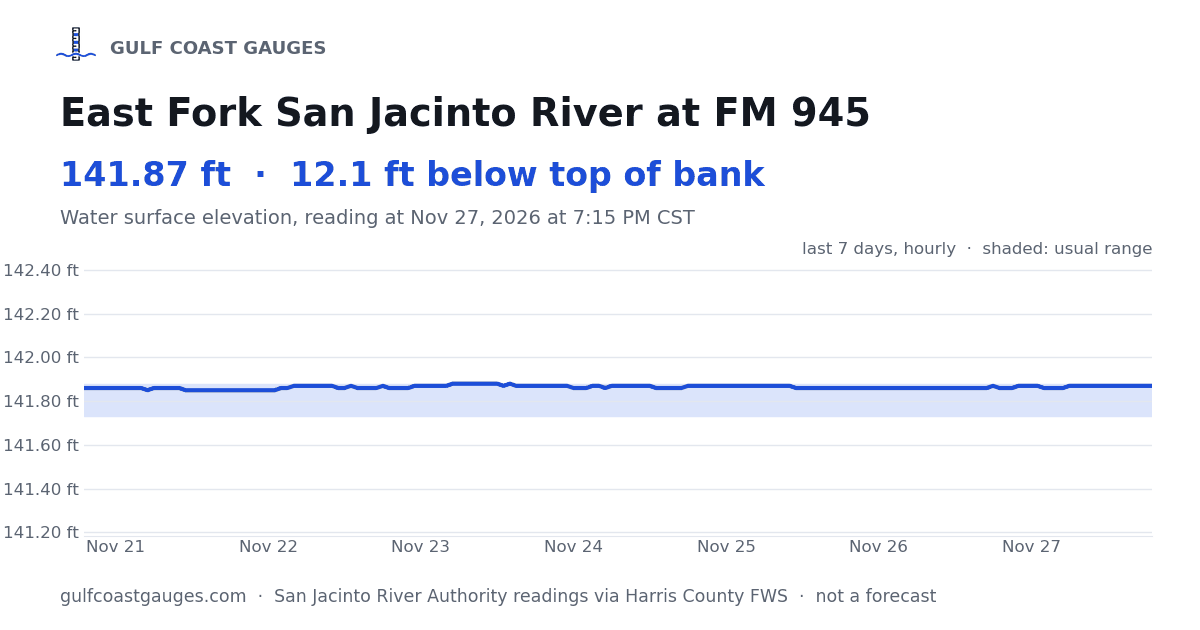 GULF COAST GAUGES
East Fork San Jacinto River at FM 945
141.87 ft · 12.1 ft below top of bank
Water surface elevation, reading at Nov 27, 2026 at 7:15 PM CST
last 7 days, hourly · shaded: usual range
142.40 ft
142.20 ft
142.00 ft
141.80 ft
141.60 ft
141.40 ft
141.20 ft
Nov 21 Nov 22 Nov 23 Nov 24 Nov 25 Nov 26 Nov 27
gulfcoastgauges.com · San Jacinto River Authority readings via Harris County FWS · not a forecast